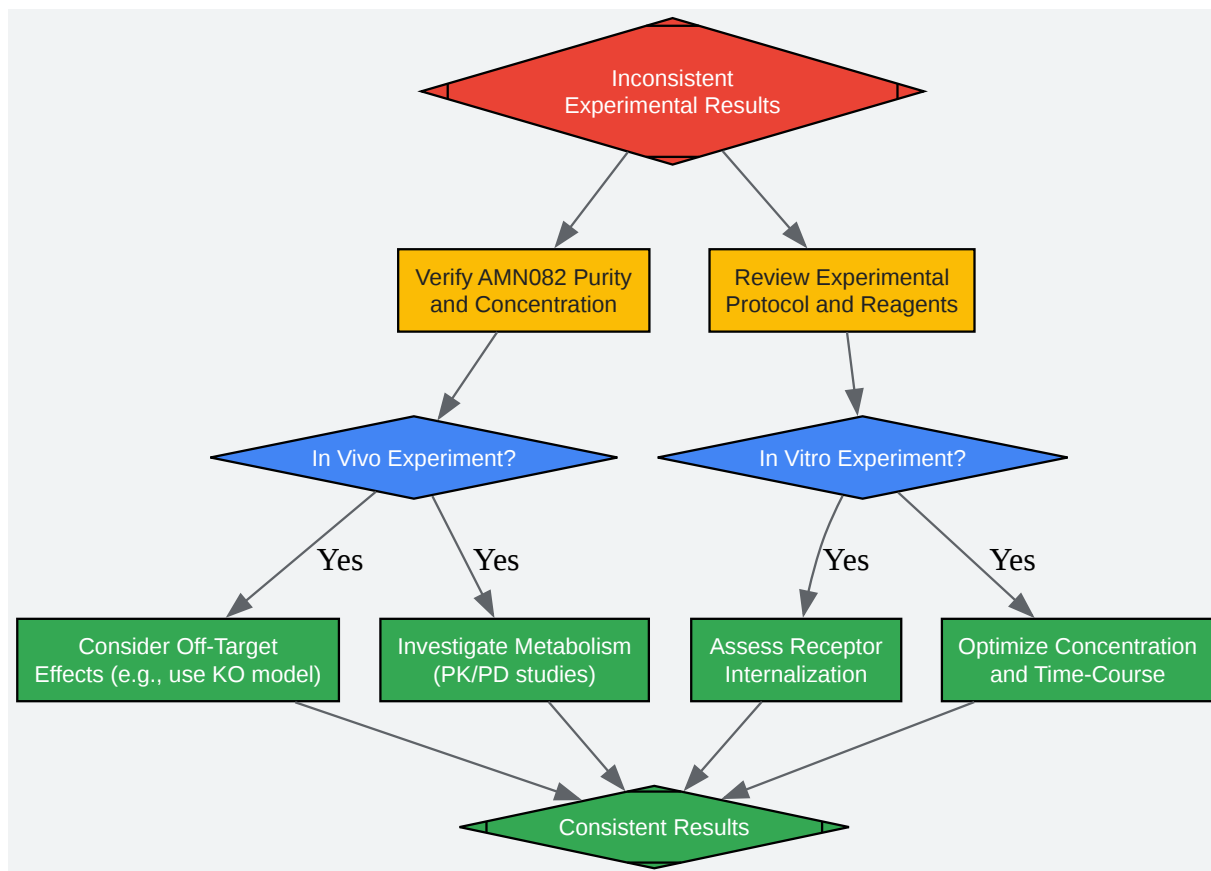 Inconsistent
Experimental Results
Verify AMN082 Purity
and Concentration
Review Experimental
Protocol and Reagents
In Vivo Experiment?
In Vitro Experiment?
Yes
Yes
Yes
Yes
Consider Off-Target
Effects (e.g., use KO model)
Investigate Metabolism
(PK/PD studies)
Assess Receptor
Internalization
Optimize Concentration
and Time-Course
Consistent Results